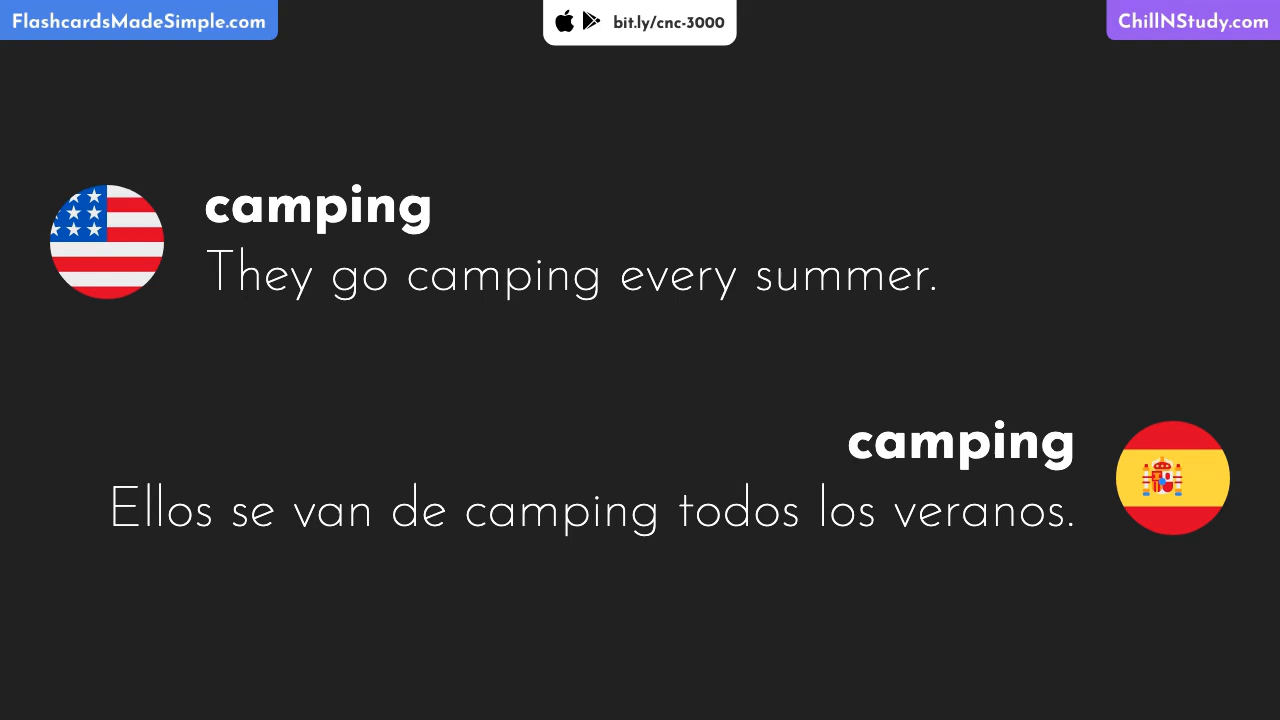 FlashcardsMadeSimple.com
bit.ly/cnc-3000
ChillNStudy.com
camping
They go camping every summer.
camping
Ellos se van de camping todos los veranos.